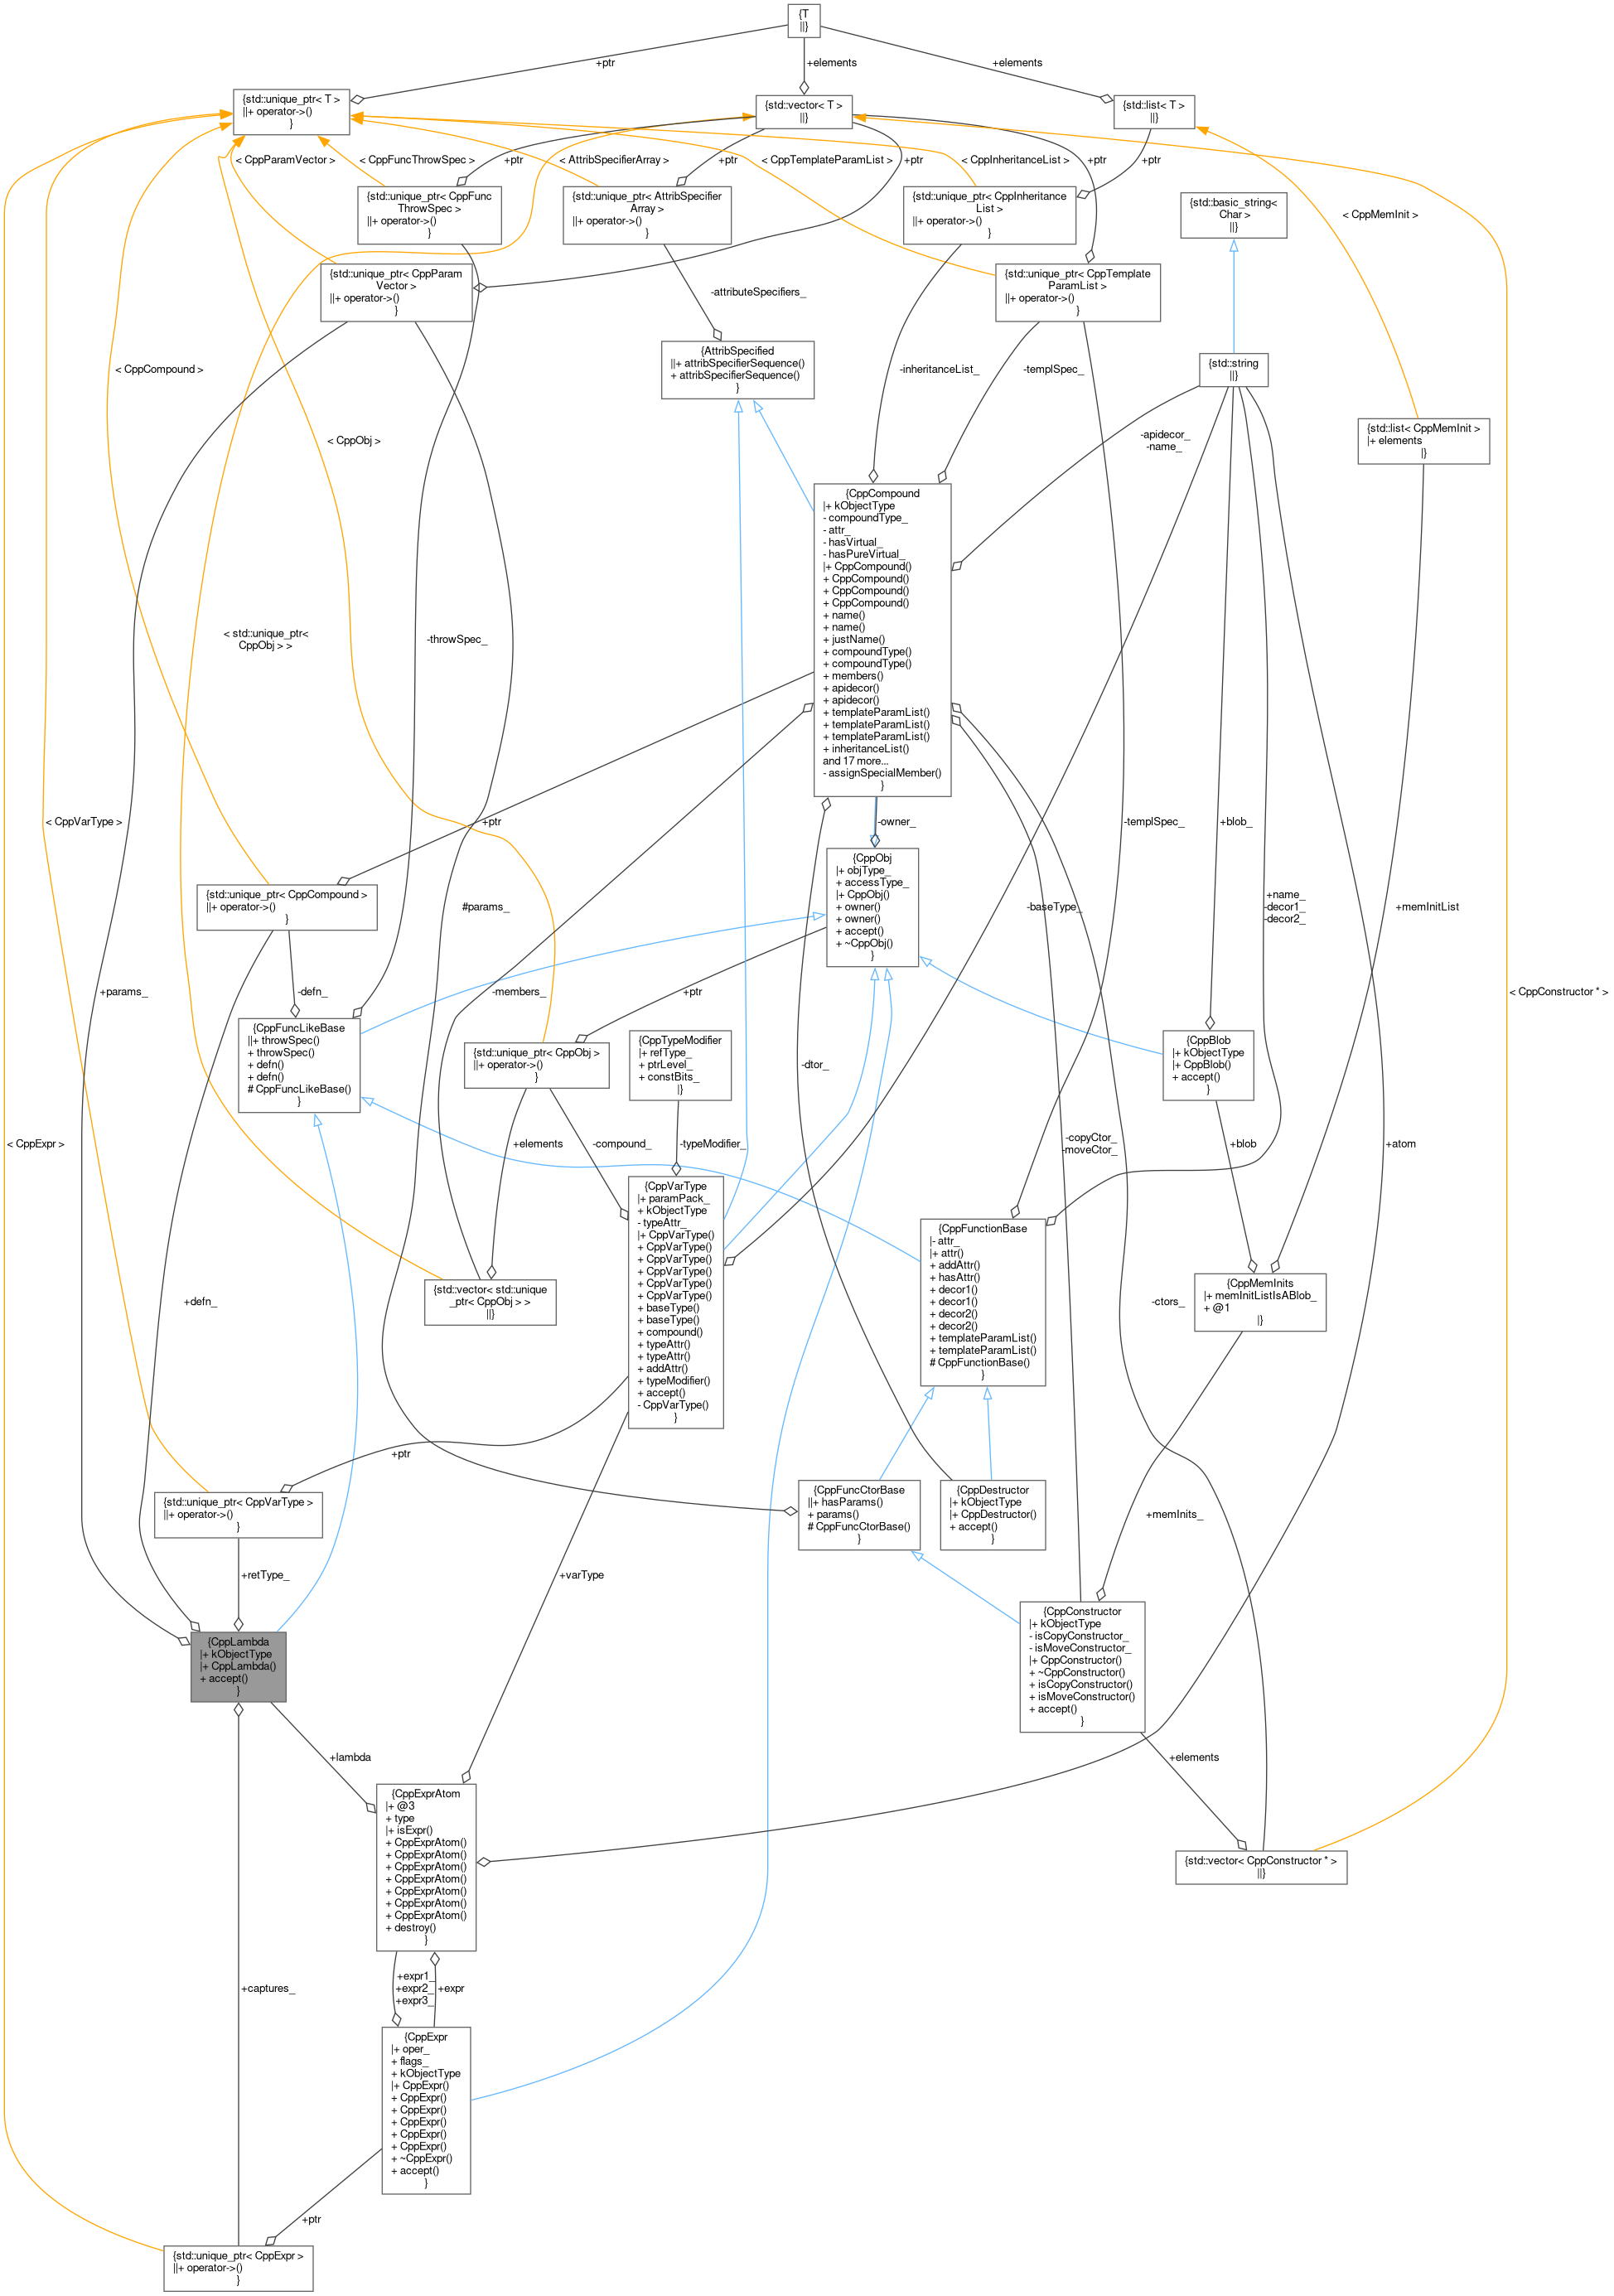 {T
||}
+ptr
+elements
+elements
{std::unique_ptr< T >
||+ operator->()
}
{std::vector< T >
||}
{std::list< T >
||}
< CppParamVector >
< CppFuncThrowSpec >
+ptr
< AttribSpecifierArray >
+ptr
< CppTemplateParamList >
+ptr
< CppInheritanceList >
+ptr
+ptr
{std::unique_ptr< CppFunc
ThrowSpec >
||+ operator->()
}
{std::unique_ptr< AttribSpecifier
Array >
||+ operator->()
}
{std::unique_ptr< CppInheritance
List >
||+ operator->()
}
{std::basic_string<
Char >
||}
< CppMemInit >
{std::unique_ptr< CppParam
Vector >
||+ operator->()
}
-attributeSpecifiers_
{std::unique_ptr< CppTemplate
ParamList >
||+ operator->()
}
{AttribSpecified
||+ attribSpecifierSequence()
+ attribSpecifierSequence()
}
< CppCompound >
-inheritanceList_
-templSpec_
{std::string
||}
< CppObj >
-apidecor_
-name_
{std::list< CppMemInit >
|+ elements
|}
{CppCompound
|+ kObjectType
- compoundType_
- attr_
- hasVirtual_
- hasPureVirtual_
|+ CppCompound()
+ CppCompound()
+ CppCompound()
+ CppCompound()
+ name()
+ name()
+ justName()
+ compoundType()
+ compoundType()
+ members()
+ apidecor()
+ apidecor()
+ templateParamList()
+ templateParamList()
+ templateParamList()
+ inheritanceList()
and 17 more...
- assignSpecialMember()
}
< std::unique_ptr<
CppObj > >
-throwSpec_
< CppVarType >
+ptr
-owner_
-templSpec_
+blob_
{CppObj
|+ objType_
+ accessType_
|+ CppObj()
+ owner()
+ owner()
+ accept()
+ ~CppObj()
}
{std::unique_ptr< CppCompound >
||+ operator->()
}
#params_
-baseType_
+name_
-decor1_
-decor2_
+memInitList
+params_
-defn_
-members_
+ptr
< CppConstructor * >
{CppFuncLikeBase
||+ throwSpec()
+ throwSpec()
+ defn()
+ defn()
# CppFuncLikeBase()
}
{std::unique_ptr< CppObj >
||+ operator->()
}
{CppTypeModifier
|+ refType_
+ ptrLevel_
+ constBits_
|}
-dtor_
{CppBlob
|+ kObjectType
|+ CppBlob()
+ accept()
}
< CppExpr >
+elements
-compound_
-typeModifier_
-copyCtor_
-moveCtor_
+blob
+atom
{CppVarType
|+ paramPack_
+ kObjectType
- typeAttr_
|+ CppVarType()
+ CppVarType()
+ CppVarType()
+ CppVarType()
+ CppVarType()
+ CppVarType()
+ baseType()
+ baseType()
+ compound()
+ typeAttr()
+ typeAttr()
+ addAttr()
+ typeModifier()
+ accept()
- CppVarType()
}
{CppFunctionBase
|- attr_
|+ attr()
+ addAttr()
+ hasAttr()
+ decor1()
+ decor1()
+ decor2()
+ decor2()
+ templateParamList()
+ templateParamList()
# CppFunctionBase()
}
+defn_
{std::vector< std::unique
_ptr< CppObj > >
||}
-ctors_
{CppMemInits
|+ memInitListIsABlob_
+ @1
|}
+ptr
{std::unique_ptr< CppVarType >
||+ operator->()
}
{CppFuncCtorBase
||+ hasParams()
+ params()
# CppFuncCtorBase()
}
{CppDestructor
|+ kObjectType
|+ CppDestructor()
+ accept()
}
+memInits_
+retType_
+varType
{CppLambda
|+ kObjectType
|+ CppLambda()
+ accept()
}
{CppConstructor
|+ kObjectType
- isCopyConstructor_
- isMoveConstructor_
|+ CppConstructor()
+ ~CppConstructor()
+ isCopyConstructor()
+ isMoveConstructor()
+ accept()
}
+lambda
+elements
{CppExprAtom
|+ @3
+ type
|+ isExpr()
+ CppExprAtom()
+ CppExprAtom()
+ CppExprAtom()
+ CppExprAtom()
+ CppExprAtom()
+ CppExprAtom()
+ CppExprAtom()
+ destroy()
}
{std::vector< CppConstructor * >
||}
+captures_
+expr1_
+expr2_
+expr3_
+expr
{CppExpr
|+ oper_
+ flags_
+ kObjectType
|+ CppExpr()
+ CppExpr()
+ CppExpr()
+ CppExpr()
+ CppExpr()
+ CppExpr()
+ ~CppExpr()
+ accept()
}
+ptr
{std::unique_ptr< CppExpr >
||+ operator->()
}